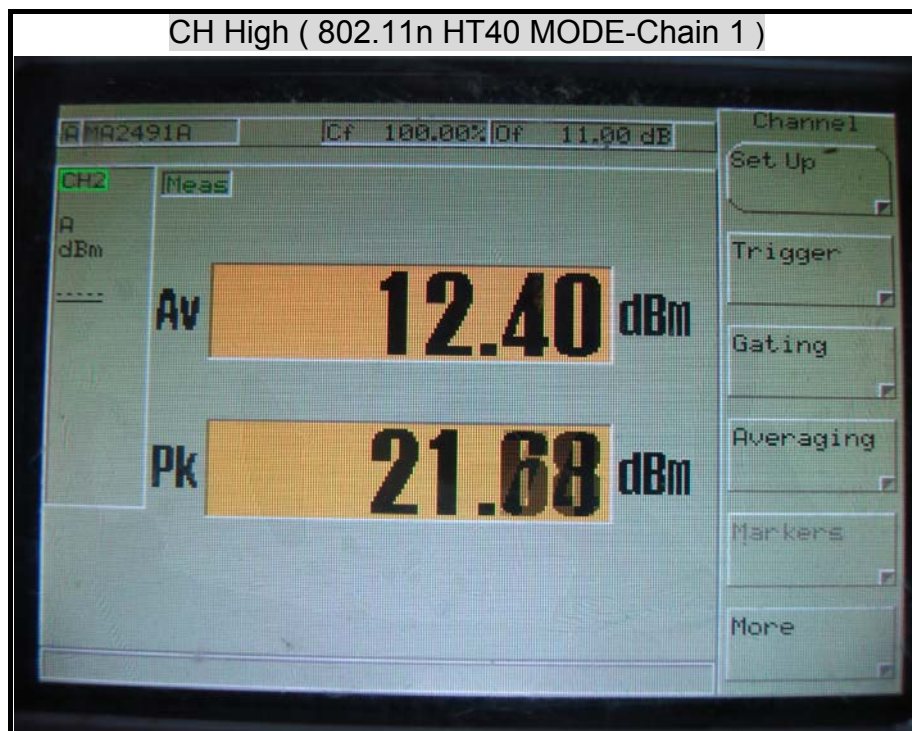 CH High ( 802.11n HT40 MODE-Chain 1 )
A MA2491A Cf 100.00% Of 11.00 dB
Channel
Set Up
CH2
Meas
A
dBm
-----
Av 12.40 dBm
Pk 21. dBm
Trigger
Gating
Averaging
Markers
More